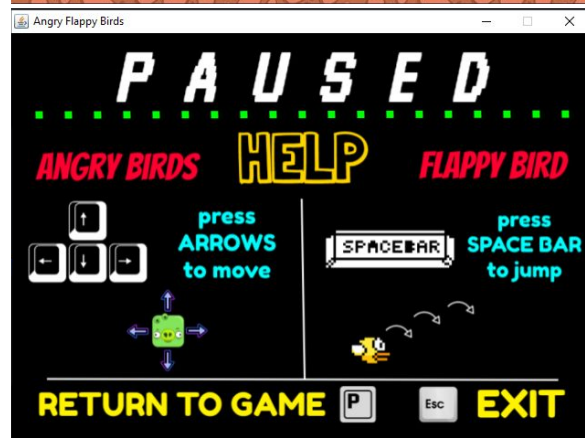 Angry Flappy Birds
PAUSED
HELP
ANGRY BIRDS
FLAPPY BIRD
↑
← ↓ →
press
ARROWS
to move
SPACEBAR
press
SPACE BAR
to jump
RETURN TO GAME P
Esc EXIT